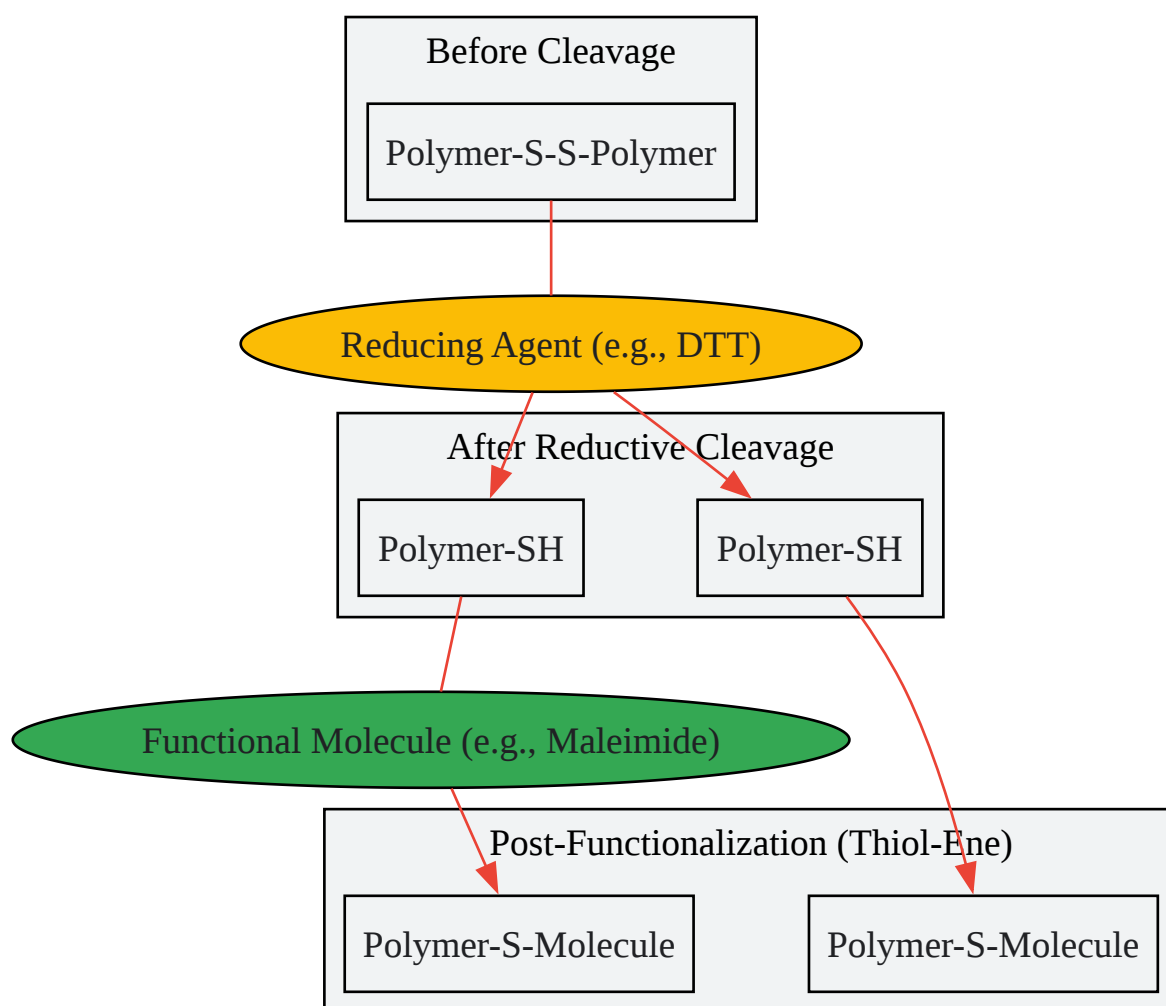 Before Cleavage
Polymer-S-S-Polymer
Reducing Agent (e.g., DTT)
After Reductive Cleavage
Polymer-SH
Polymer-SH
Functional Molecule (e.g., Maleimide)
Post-Functionalization (Thiol-Ene)
Polymer-S-Molecule
Polymer-S-Molecule